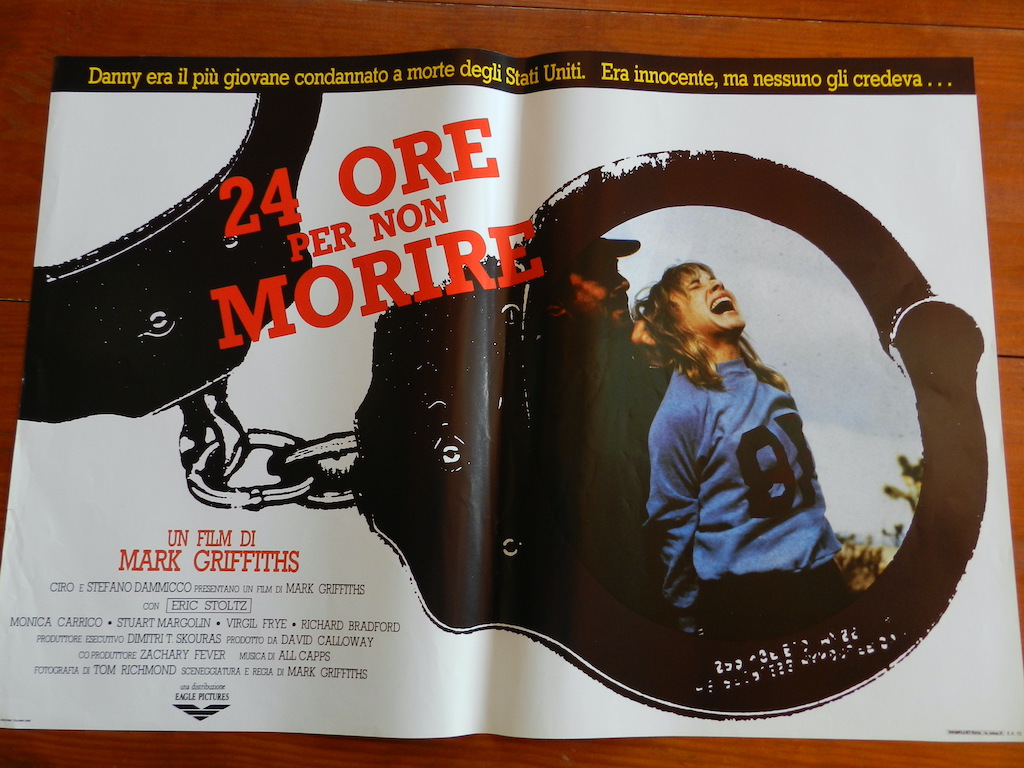 Danny era il più giovane condannato a morte degli Stati Uniti. Era innocente, ma nessuno gli credeva . . .
24 ORE
PER NON
MORIRE
81
UN FILM DI
MARK GRIFFITHS
CIRO E STEFANO DAMMICCO PRESENTANO UN FILM DI MARK GRIFFITHS
CON ERIC STOLTZ
MONICA CARRICO • STUART MARGOLIN • VIRGIL FRYE • RICHARD BRADFORD
PRODUTTORE ESECUTIVO DIMITRI T. SKOURAS PRODOTTO DA DAVID CALLOWAY
CO PRODUTTORE ZACHARY FEVER MUSICA DI ALL CAPPS
FOTOGRAFIA DI TOM RICHMOND SCENEGGIATURA E REGIA DI MARK GRIFFITHS
una distribuzione
EAGLE PICTURES